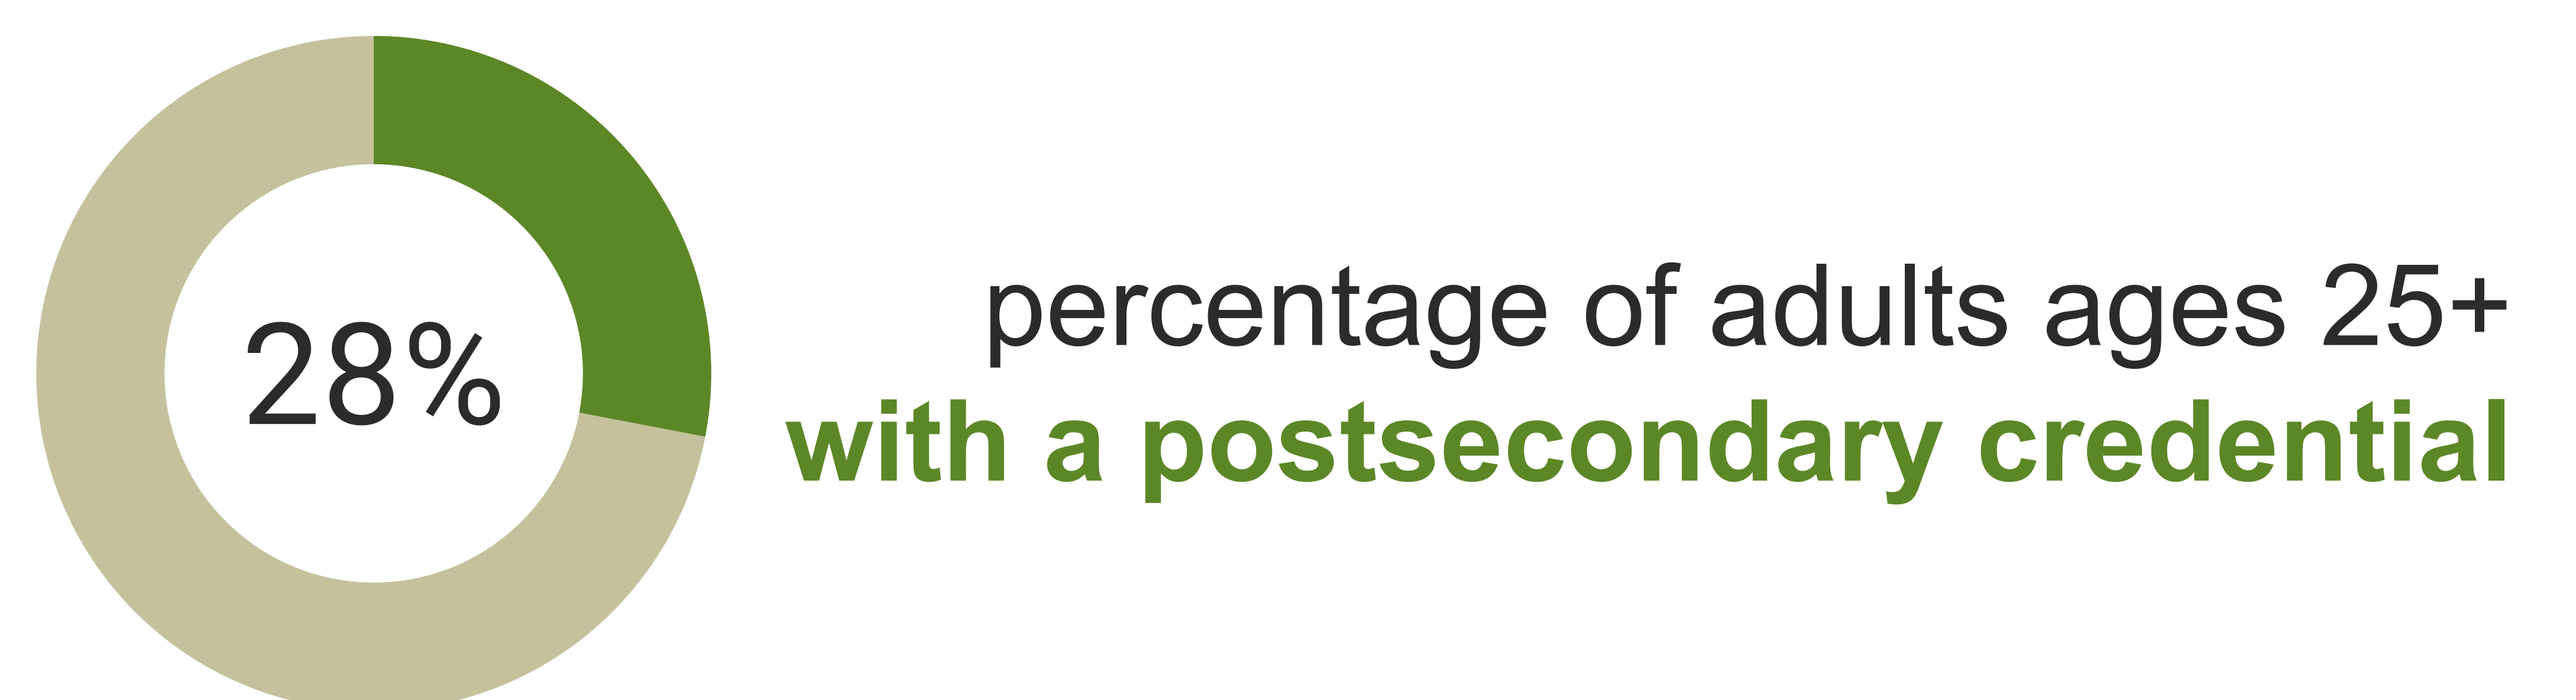 28%
percentage of adults ages 25+
with a postsecondary credential